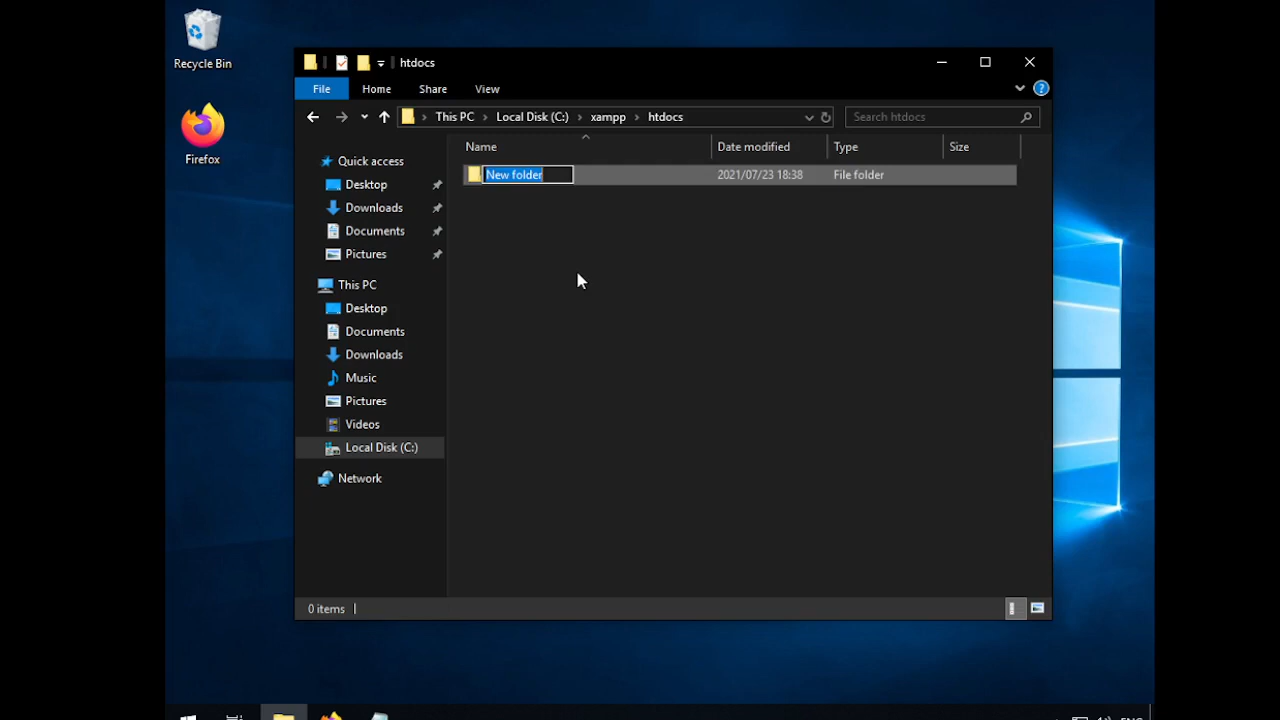 Recycle Bin
Firefox
htdocs
File Home Share View
This PC Local Disk (C:) xampp htdocs Search htdocs
Name Date modified Type Size
New folder 2021/07/23 18:38 File folder
Quick access
Desktop
Downloads
Documents
Pictures
This PC
Desktop
Documents
Downloads
Music
Pictures
Videos
Local Disk (C:)
Network
0 items
ENG